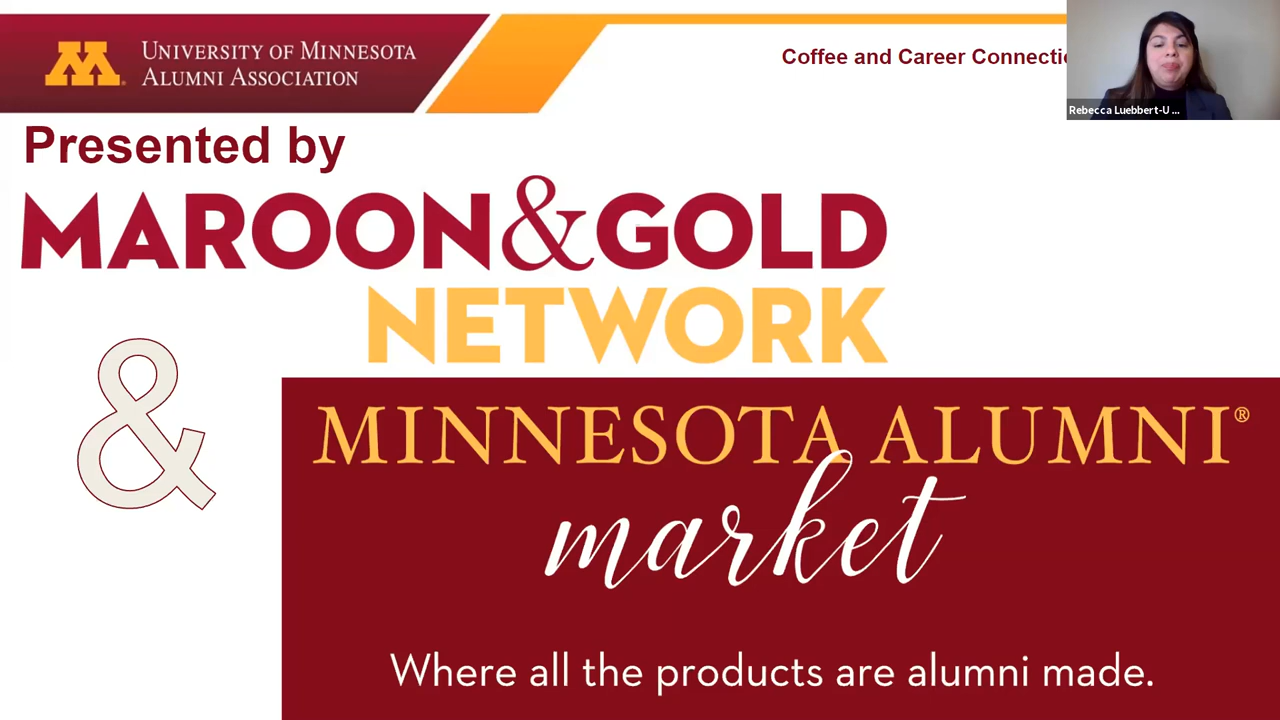 UNIVERSITY OF MINNESOTA
ALUMNI ASSOCIATION
Coffee and Career Connectio
Rebecca Luebbert-U ...
Presented by
MAROON&GOLD
NETWORK
&
MINNESOTA ALUMNI®
market
Where all the products are alumni made.